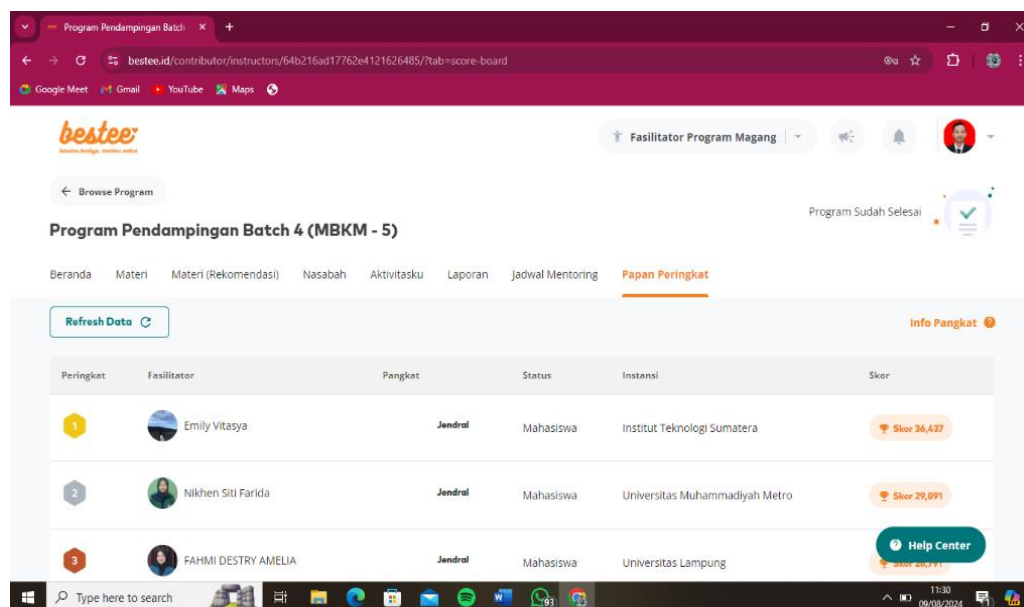 Program Pendampingan Batch
bestee.id/contributor/instructors/64b216ad17762e4121626485/?tab=score-board
Google Meet Gmail YouTube Maps
bestee
Fasilitator Program Magang
Browse Program
Program Sudah Selesai
Program Pendampingan Batch 4 (MBKM - 5)
Beranda Materi Materi (Rekomendasi) Nasabah Aktivitasku Laporan Jadwal Mentoring Papan Peringkat
Refresh Data Info Pangkat
Peringkat Fasilitator Pangkat Status Instansi Skor
1 Emily Vitasya Jendral Mahasiswa Institut Teknologi Sumatera Skor 36,437
2 Nikhen Siti Farida Jendral Mahasiswa Universitas Muhammadiyah Metro Skor 29,891
Help Center
3 FAHMI DESTRY AMELIA Jendral Mahasiswa Universitas Lampung
Type here to search 93 11:30
09/08/2024